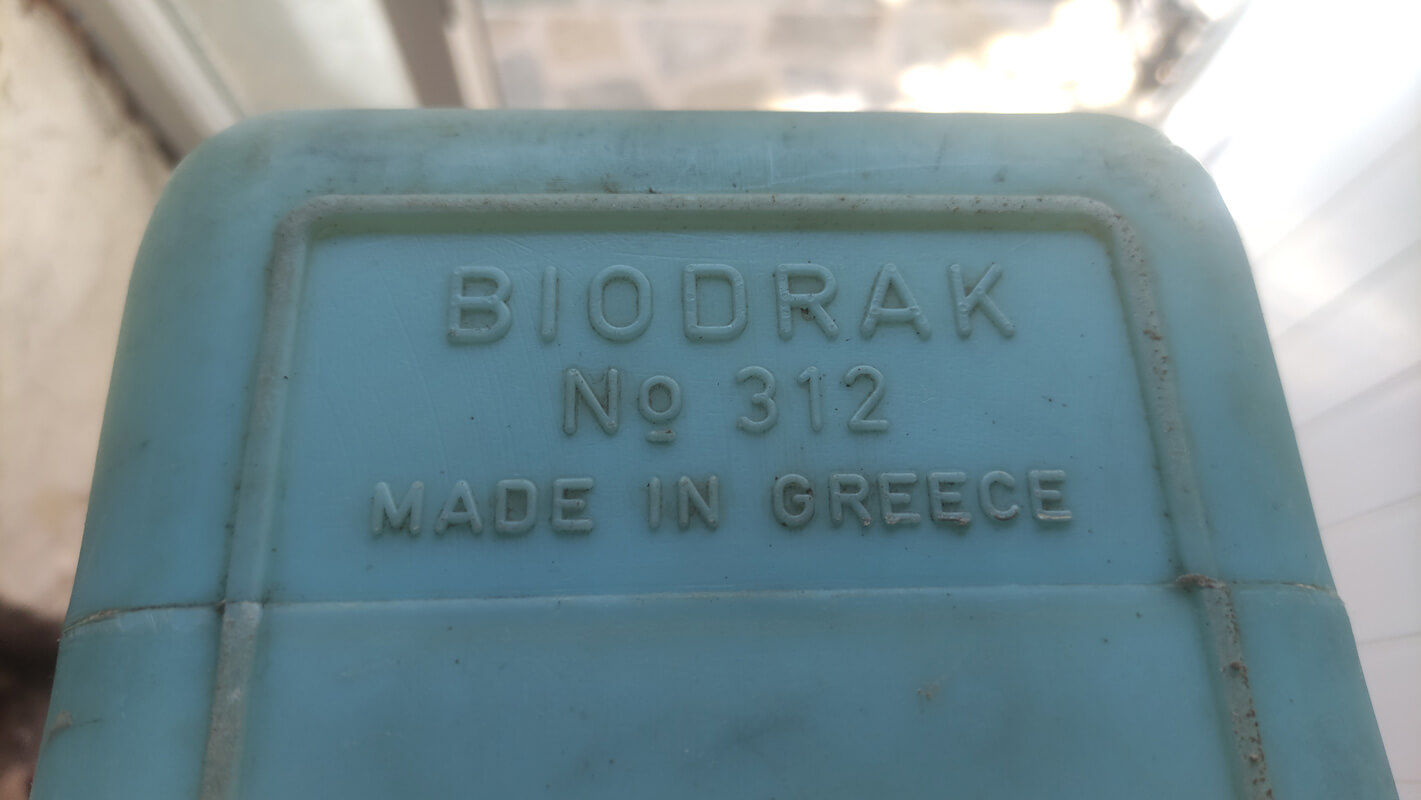 BIODRAK
Nº 312
MADE IN GREECE